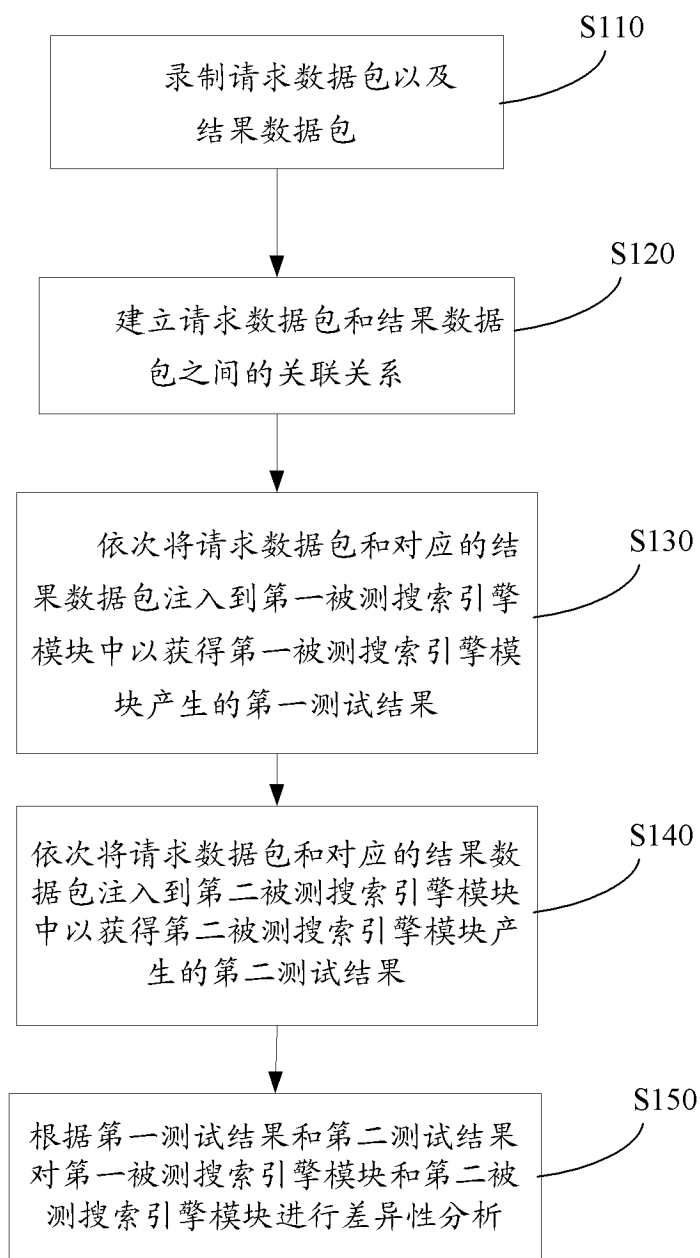 S110
录制请求数据包以及
结果数据包
S120
建立请求数据包和结果数据
包之间的关联关系
S130
依次将请求数据包和对应的结
果数据包注入到第一被测搜索引擎
模块中以获得第一被测搜索引擎模
块产生的第一测试结果
S140
依次将请求数据包和对应的结果数
据包注入到第二被测搜索引擎模块
中以获得第二被测搜索引擎模块产
生的第二测试结果
S150
根据第一测试结果和第二测试结果
对第一被测搜索引擎模块和第二被
测搜索引擎模块进行差异性分析